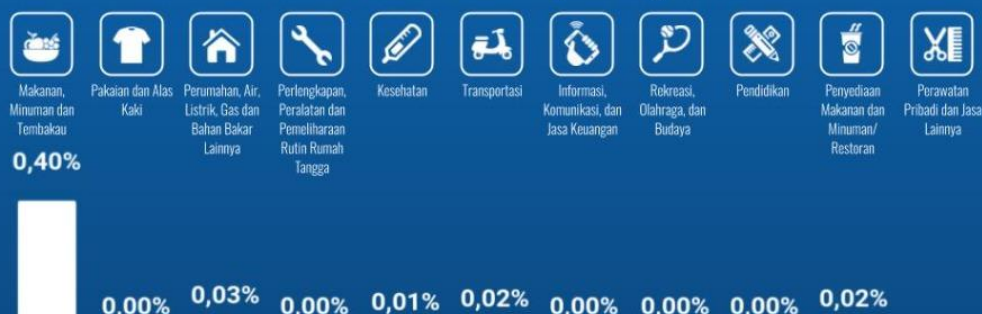 Makanan,
Minuman dan
Tembakau
0,40%
Pakaian dan Alas
Kaki
0,00%
Perumahan, Air,
Listrik, Gas dan
Bahan Bakar
Lainnya
0,03%
Perlengkapan,
Peralatan dan
Pemeliharaan
Rutin Rumah
Tangga
0,00%
Kesehatan
0,01%
Transportasi
0,02%
Informasi,
Komunikasi, dan
Jasa Keuangan
0,00%
Rekreasi,
Olahraga, dan
Budaya
0,00%
Pendidikan
0,00%
Penyediaan
Makanan dan
Minuman/
Restoran
0,02%
Perawatan
Pribadi dan Jasa
Lainnya